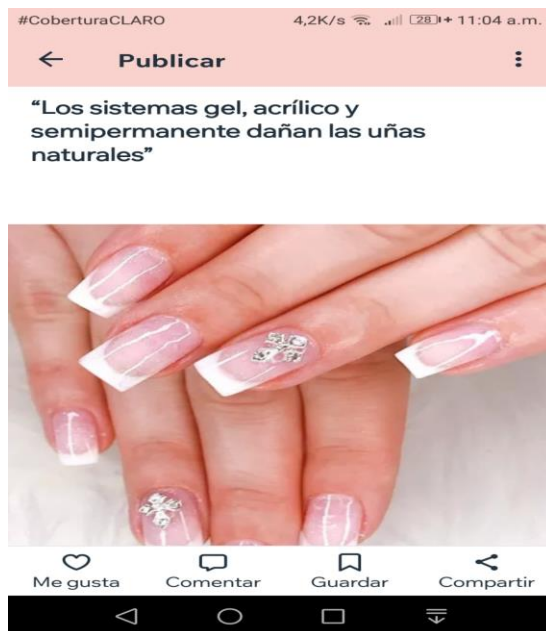 #CoberturaCLARO 4,2K/s 28 11:04 a.m.
Publicar
“Los sistemas gel, acrílico y
semipermanente dañan las uñas
naturales”
Me gusta Comentar Guardar Compartir